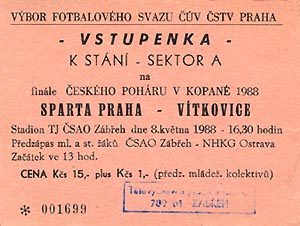 VÝBOR FOTBALOVÉHO SVAZU ČÚV ČSTV PRAHA
- VSTUPENKA -
K STÁNÍ - SEKTOR A
na
finále ČESKÉHO POHÁRU V KOPANÉ 1988
SPARTA PRAHA - VÍTKOVICE
Stadion TJ ČSAO Zábřeh dne 8.května 1988 - 16,30 hodin
Předzápas ml. a st. žáků ČSAO Zábřeh - NHKG Ostrava
Začátek ve 13 hod.
CENA Kčs 15,- plus Kčs 1,- (předz. mládež. kolektivů)
* 001699
789 01 ZÁBŘEH